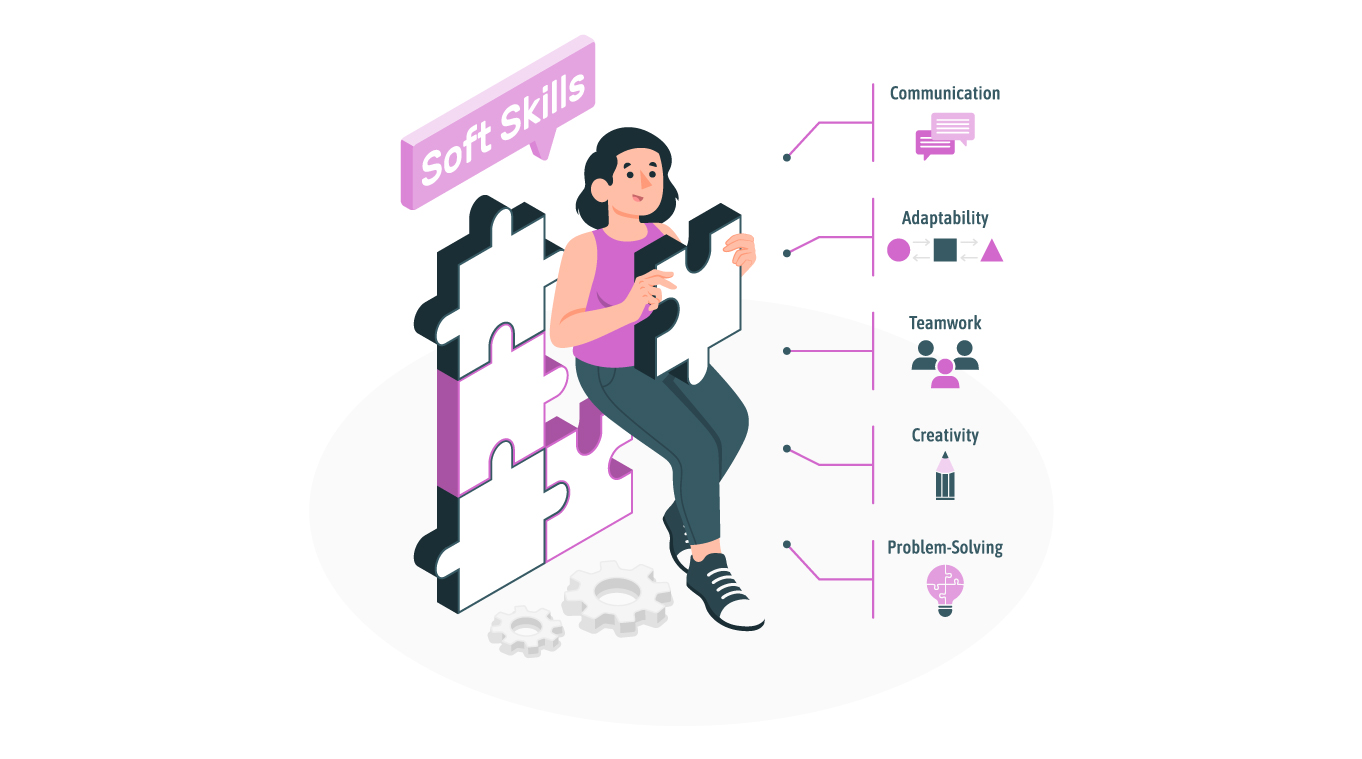 Soft Skills
Communication
Adaptability
Teamwork
Creativity
Problem-Solving